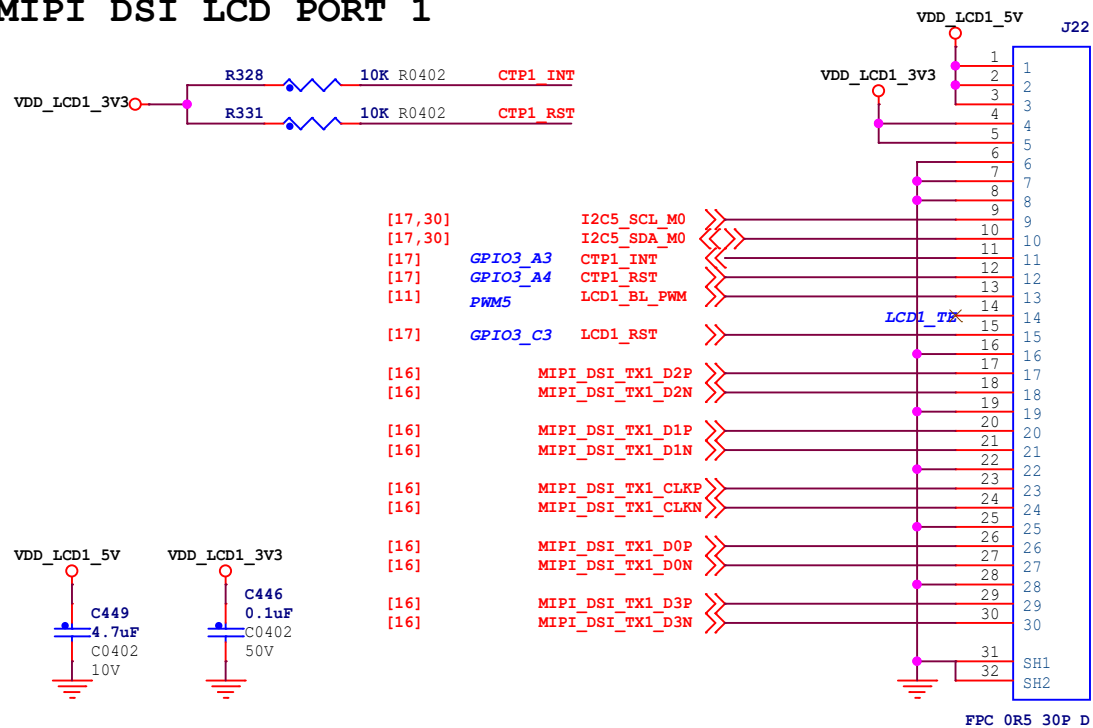 MIPI DSI LCD PORT 1
VDD_LCD1_5V
J22
VDD_LCD1_3V3
R328 10K R0402 CTP1_INT
VDD_LCD1_3V3
R331 10K R0402 CTP1_RST
1 1
2 2
3 3
4 4
5 5
6 6
7 7
8 8
[17,30] I2C5_SCL_M0 9 9
[17,30] I2C5_SDA_M0 10 10
[17] GPIO3_A3 CTP1_INT 11 11
[17] GPIO3_A4 CTP1_RST 12 12
[11] PWM5 LCD1_BL_PWM 13 13
LCD1_TE 14 14
[17] GPIO3_C3 LCD1_RST 15 15
16 16
[16] MIPI_DSI_TX1_D2P 17 17
[16] MIPI_DSI_TX1_D2N 18 18
19 19
[16] MIPI_DSI_TX1_D1P 20 20
[16] MIPI_DSI_TX1_D1N 21 21
22 22
[16] MIPI_DSI_TX1_CLKP 23 23
[16] MIPI_DSI_TX1_CLKN 24 24
25 25
[16] MIPI_DSI_TX1_D0P 26 26
[16] MIPI_DSI_TX1_D0N 27 27
28 28
[16] MIPI_DSI_TX1_D3P 29 29
[16] MIPI_DSI_TX1_D3N 30 30
31 SH1
32 SH2
VDD_LCD1_5V
C449
4.7uF
C0402
10V
VDD_LCD1_3V3
C446
0.1uF
C0402
50V
FPC 0R5 30P D